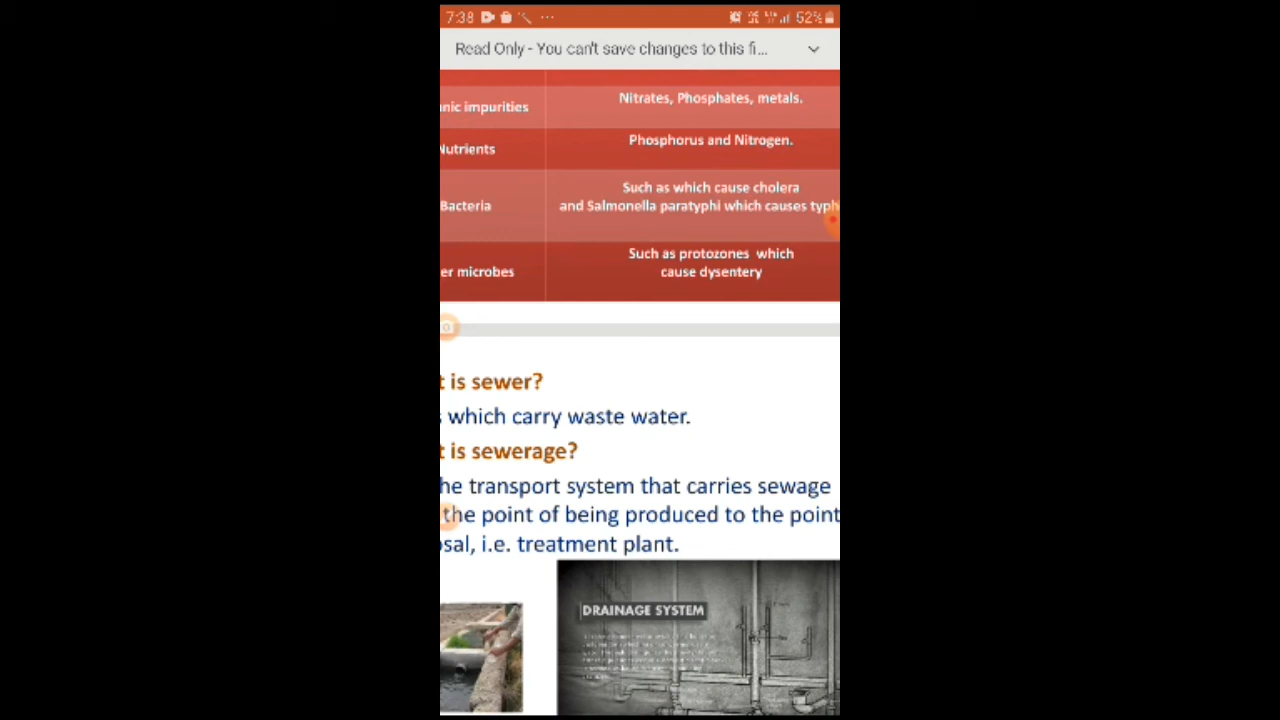 7:38 52%
Read Only - You can't save changes to this fi...
nic impurities
Nitrates, Phosphates, metals.
Nutrients
Phosphorus and Nitrogen.
Bacteria
Such as which cause cholera
and Salmonella paratyphi which causes typh
er microbes
Such as protozones which
cause dysentery
t is sewer?
s which carry waste water.
t is sewerage?
he transport system that carries sewage
the point of being produced to the point
osal, i.e. treatment plant.
DRAINAGE SYSTEM